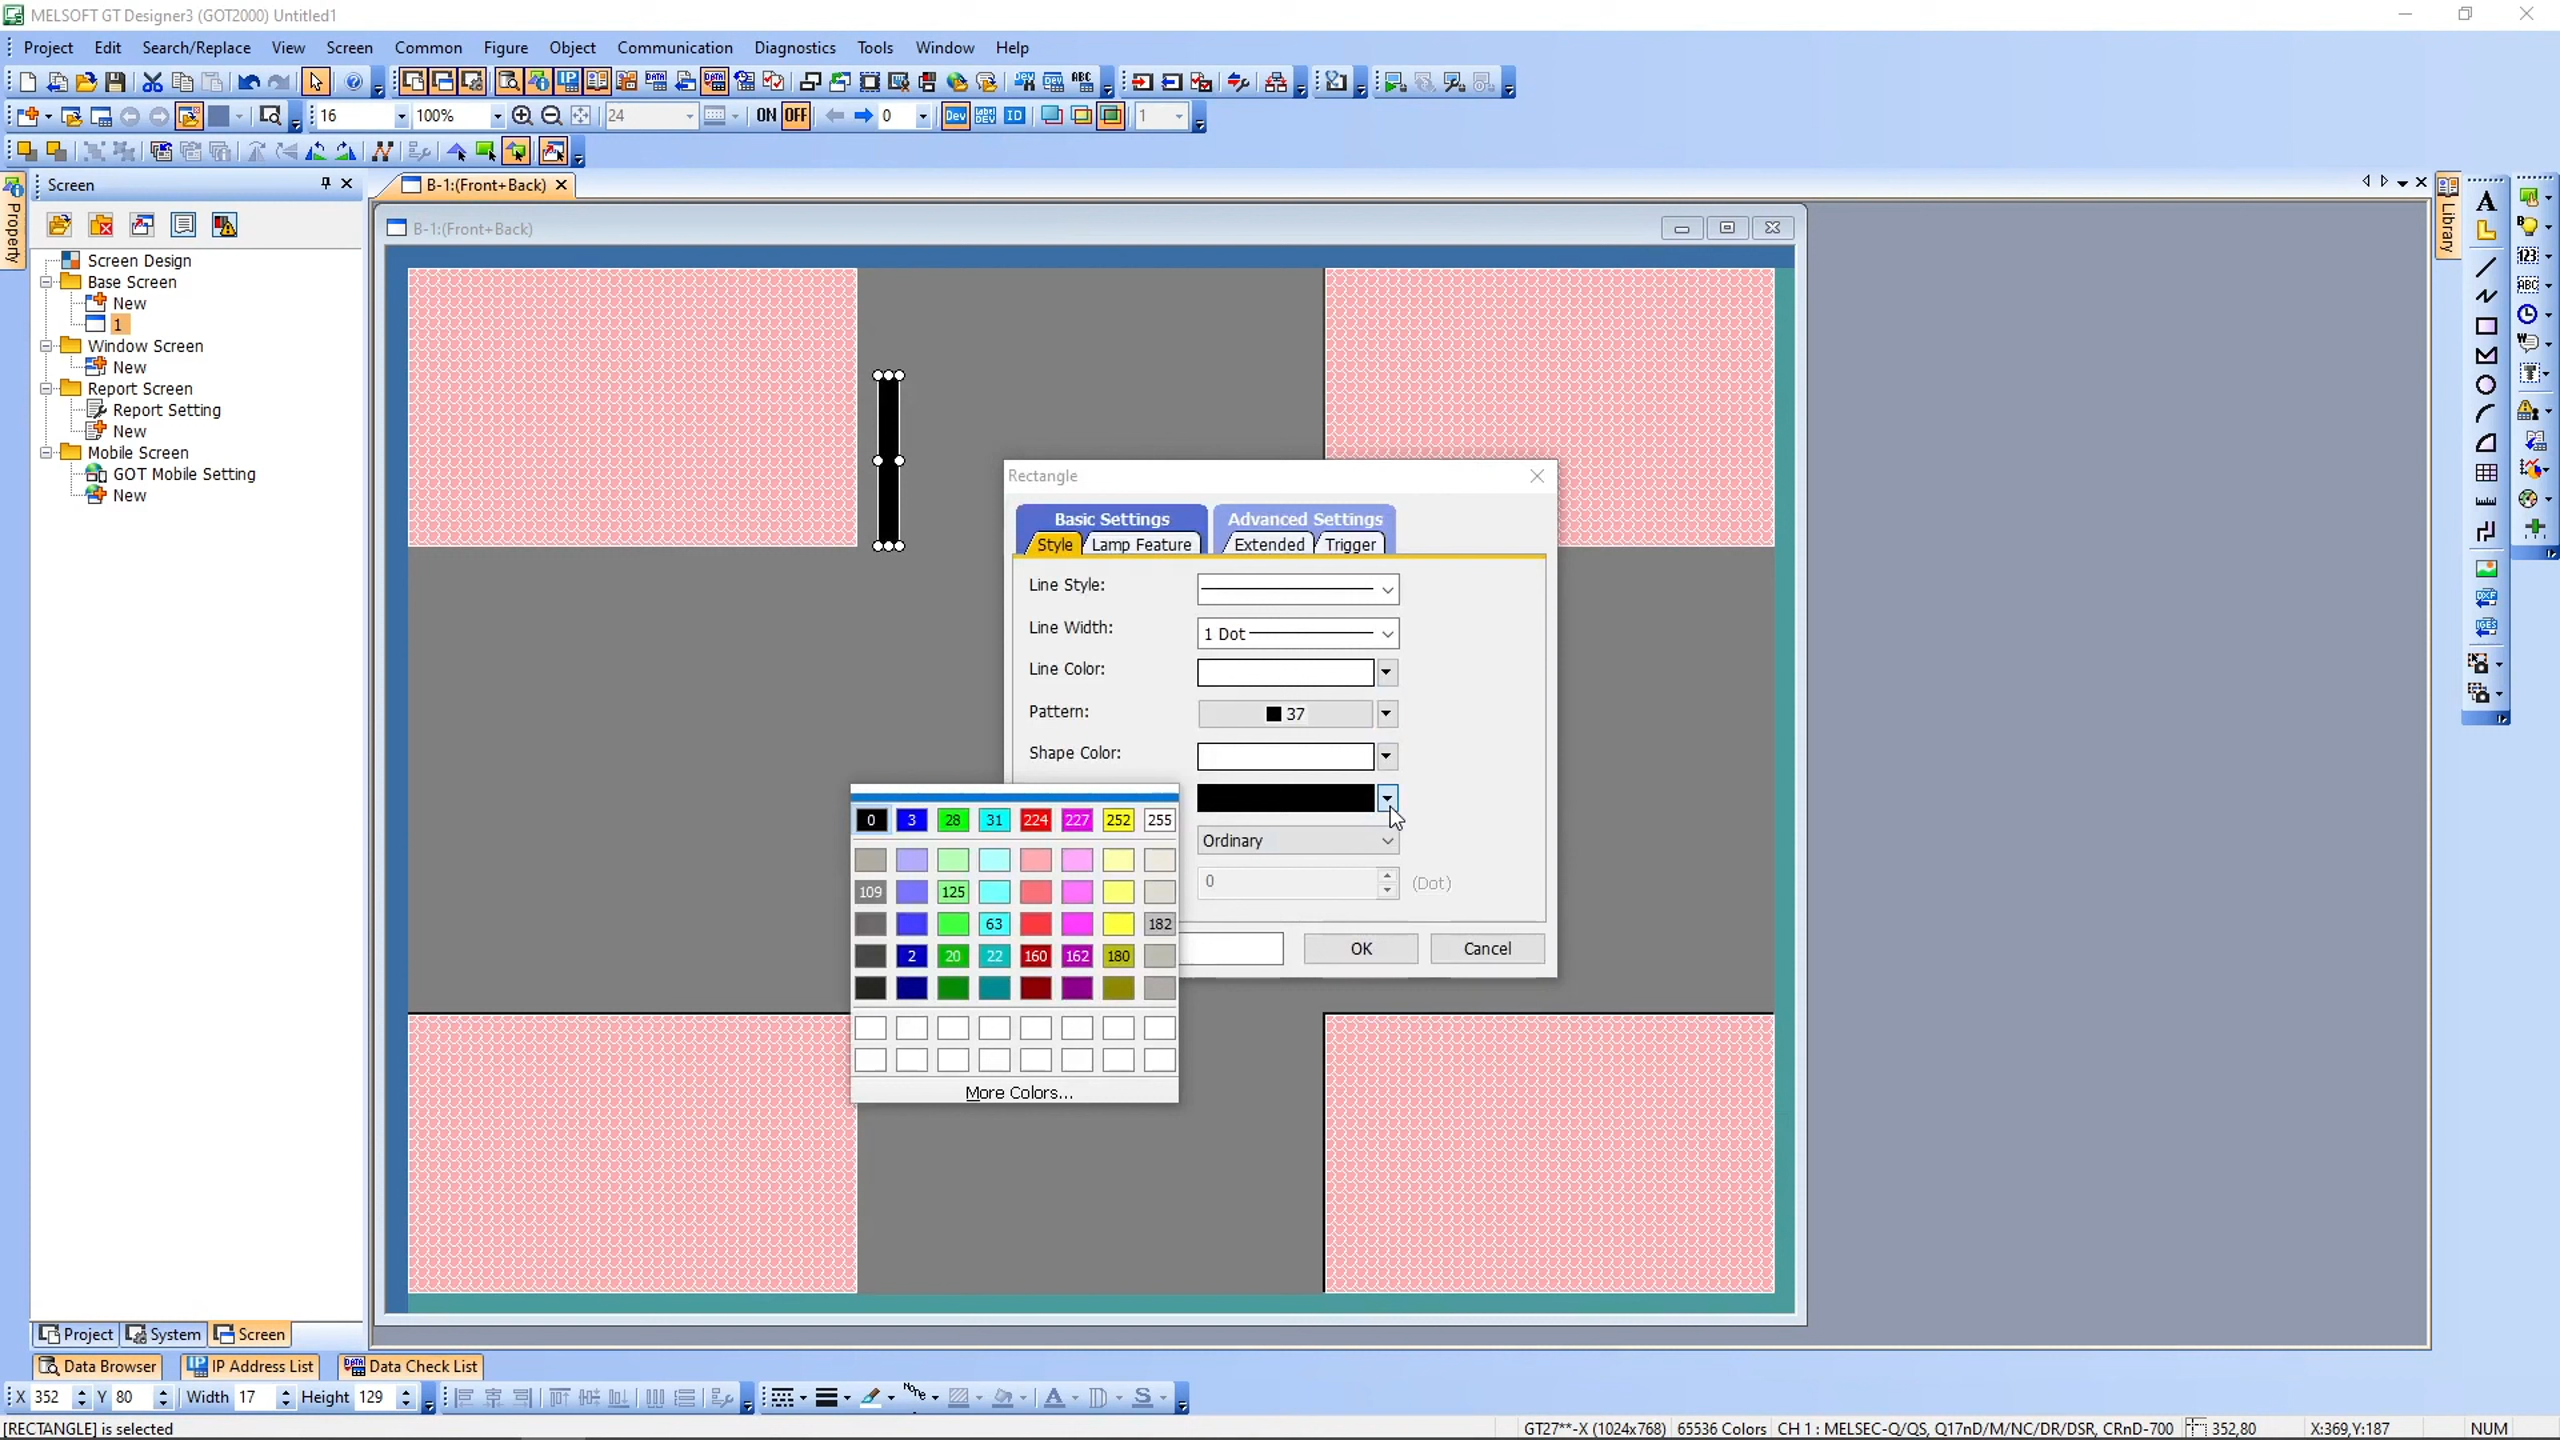 MELSOFT GT Designer3 (GOT2000) Untitled1
Project Edit Search/Replace View Screen Common Figure Object Communication Diagnostics Tools Window Help
16 100% 24 ON OFF 0 Dev ID 1
Screen B-1:(Front+Back)
Property
Library
B-1:(Front+Back)
Screen Design
Base Screen
New
1
Window Screen
New
Report Screen
Report Setting
New
Mobile Screen
GOT Mobile Setting
New
Rectangle
Basic Settings Advanced Settings
Style Lamp Feature Extended Trigger
Line Style:
Line Width: 1 Dot
Line Color:
Pattern: 37
Shape Color:
Ordinary
0 (Dot)
OK Cancel
0 3 28 31 224 227 252 255
109 125
63 182
2 20 22 160 162 180
More Colors...
Project System Screen
Data Browser IP Address List Data Check List
X 352 Y 80 Width 17 Height 129 None
[RECTANGLE] is selected GT27**-X (1024x768) 65536 Colors CH 1 : MELSEC-Q/QS, Q17nD/M/NC/DR/DSR, CRnD-700 352,80 X:369,Y:187 NUM